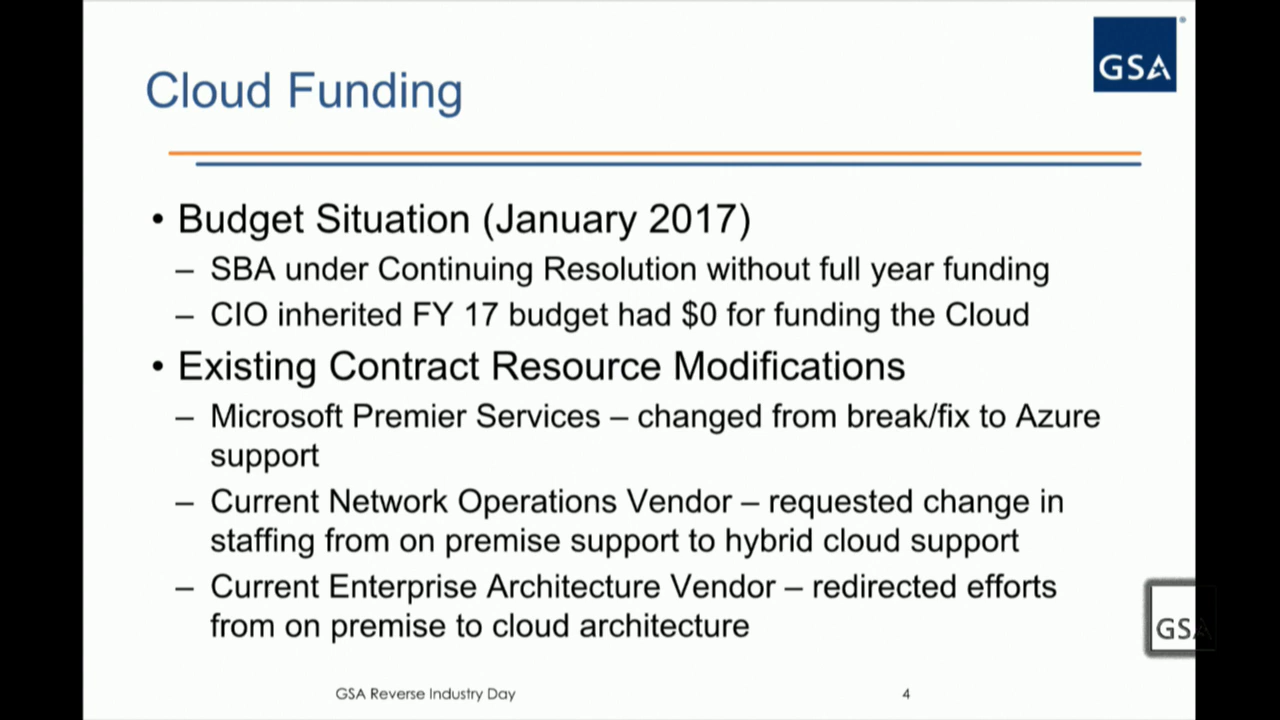 GSA
Cloud Funding
• Budget Situation (January 2017)
– SBA under Continuing Resolution without full year funding
– CIO inherited FY 17 budget had $0 for funding the Cloud
• Existing Contract Resource Modifications
– Microsoft Premier Services – changed from break/fix to Azure
support
– Current Network Operations Vendor – requested change in
staffing from on premise support to hybrid cloud support
– Current Enterprise Architecture Vendor – redirected efforts
from on premise to cloud architecture
GSA
GSA Reverse Industry Day 4